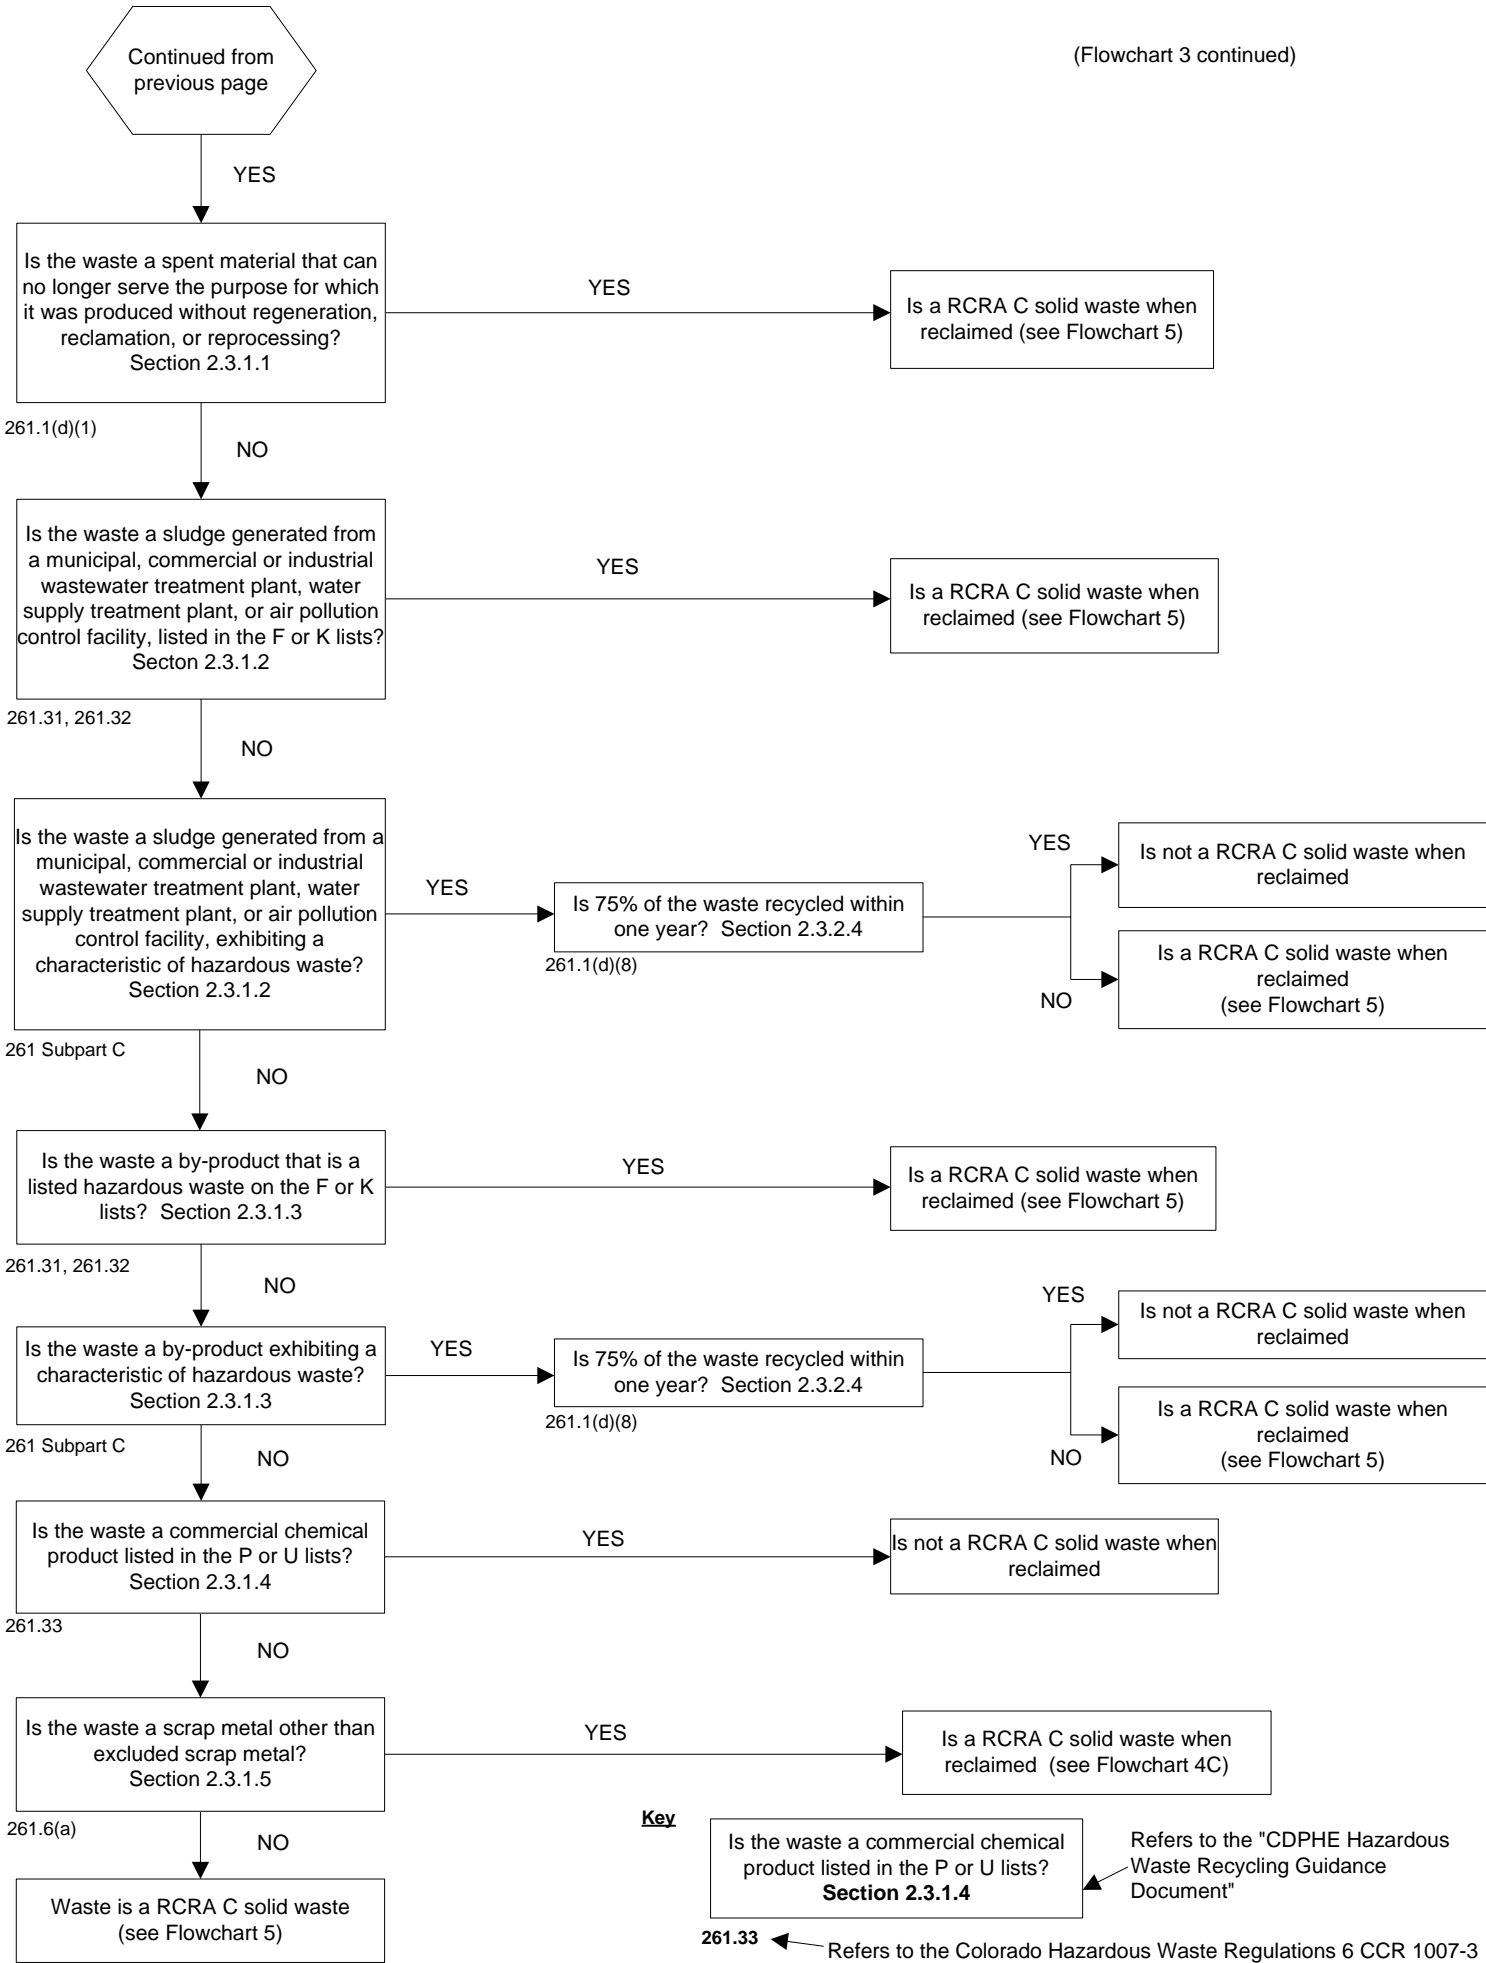 Continued from
previous page
(Flowchart 3 continued)
YES
Is the waste a spent material that can
no longer serve the purpose for which
it was produced without regeneration,
reclamation, or reprocessing?
Section 2.3.1.1
YES
Is a RCRA C solid waste when
reclaimed (see Flowchart 5)
261.1(d)(1)
NO
Is the waste a sludge generated from
a municipal, commercial or industrial
wastewater treatment plant, water
supply treatment plant, or air pollution
control facility, listed in the F or K lists?
Secton 2.3.1.2
YES
Is a RCRA C solid waste when
reclaimed (see Flowchart 5)
261.31, 261.32
NO
Is the waste a sludge generated from a
municipal, commercial or industrial
wastewater treatment plant, water
supply treatment plant, or air pollution
control facility, exhibiting a
characteristic of hazardous waste?
Section 2.3.1.2
YES
Is 75% of the waste recycled within
one year?  Section 2.3.2.4
261.1(d)(8)
YES
Is not a RCRA C solid waste when
reclaimed
NO
Is a RCRA C solid waste when
reclaimed
(see Flowchart 5)
261 Subpart C
NO
Is the waste a by-product that is a
listed hazardous waste on the F or K
lists?  Section 2.3.1.3
YES
Is a RCRA C solid waste when
reclaimed (see Flowchart 5)
261.31, 261.32
NO
Is the waste a by-product exhibiting a
characteristic of hazardous waste?
Section 2.3.1.3
YES
Is 75% of the waste recycled within
one year?  Section 2.3.2.4
261.1(d)(8)
YES
Is not a RCRA C solid waste when
reclaimed
NO
Is a RCRA C solid waste when
reclaimed
(see Flowchart 5)
261 Subpart C
NO
Is the waste a commercial chemical
product listed in the P or U lists?
Section 2.3.1.4
YES
Is not a RCRA C solid waste when
reclaimed
261.33
NO
Is the waste a scrap metal other than
excluded scrap metal?
Section 2.3.1.5
YES
Is a RCRA C solid waste when
reclaimed  (see Flowchart 4C)
261.6(a)
NO
Waste is a RCRA C solid waste
(see Flowchart 5)
Key
Is the waste a commercial chemical
product listed in the P or U lists?
Section 2.3.1.4
Refers to the "CDPHE Hazardous
Waste Recycling Guidance
Document"
261.33
Refers to the Colorado Hazardous Waste Regulations 6 CCR 1007-3